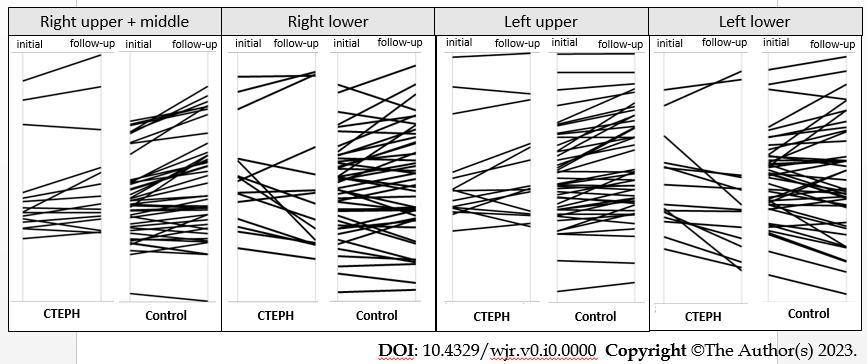 Right upper + middle Right lower Left upper Left lower
initial follow-up initial follow-up initial follow-up initial follow-up initial follow-up initial follow-up initial follow-up initial follow-up
CTEPH Control CTEPH Control CTEPH Control CTEPH Control
DOI: 10.4329/wjr.v0.i0.0000 Copyright ©The Author(s) 2023.